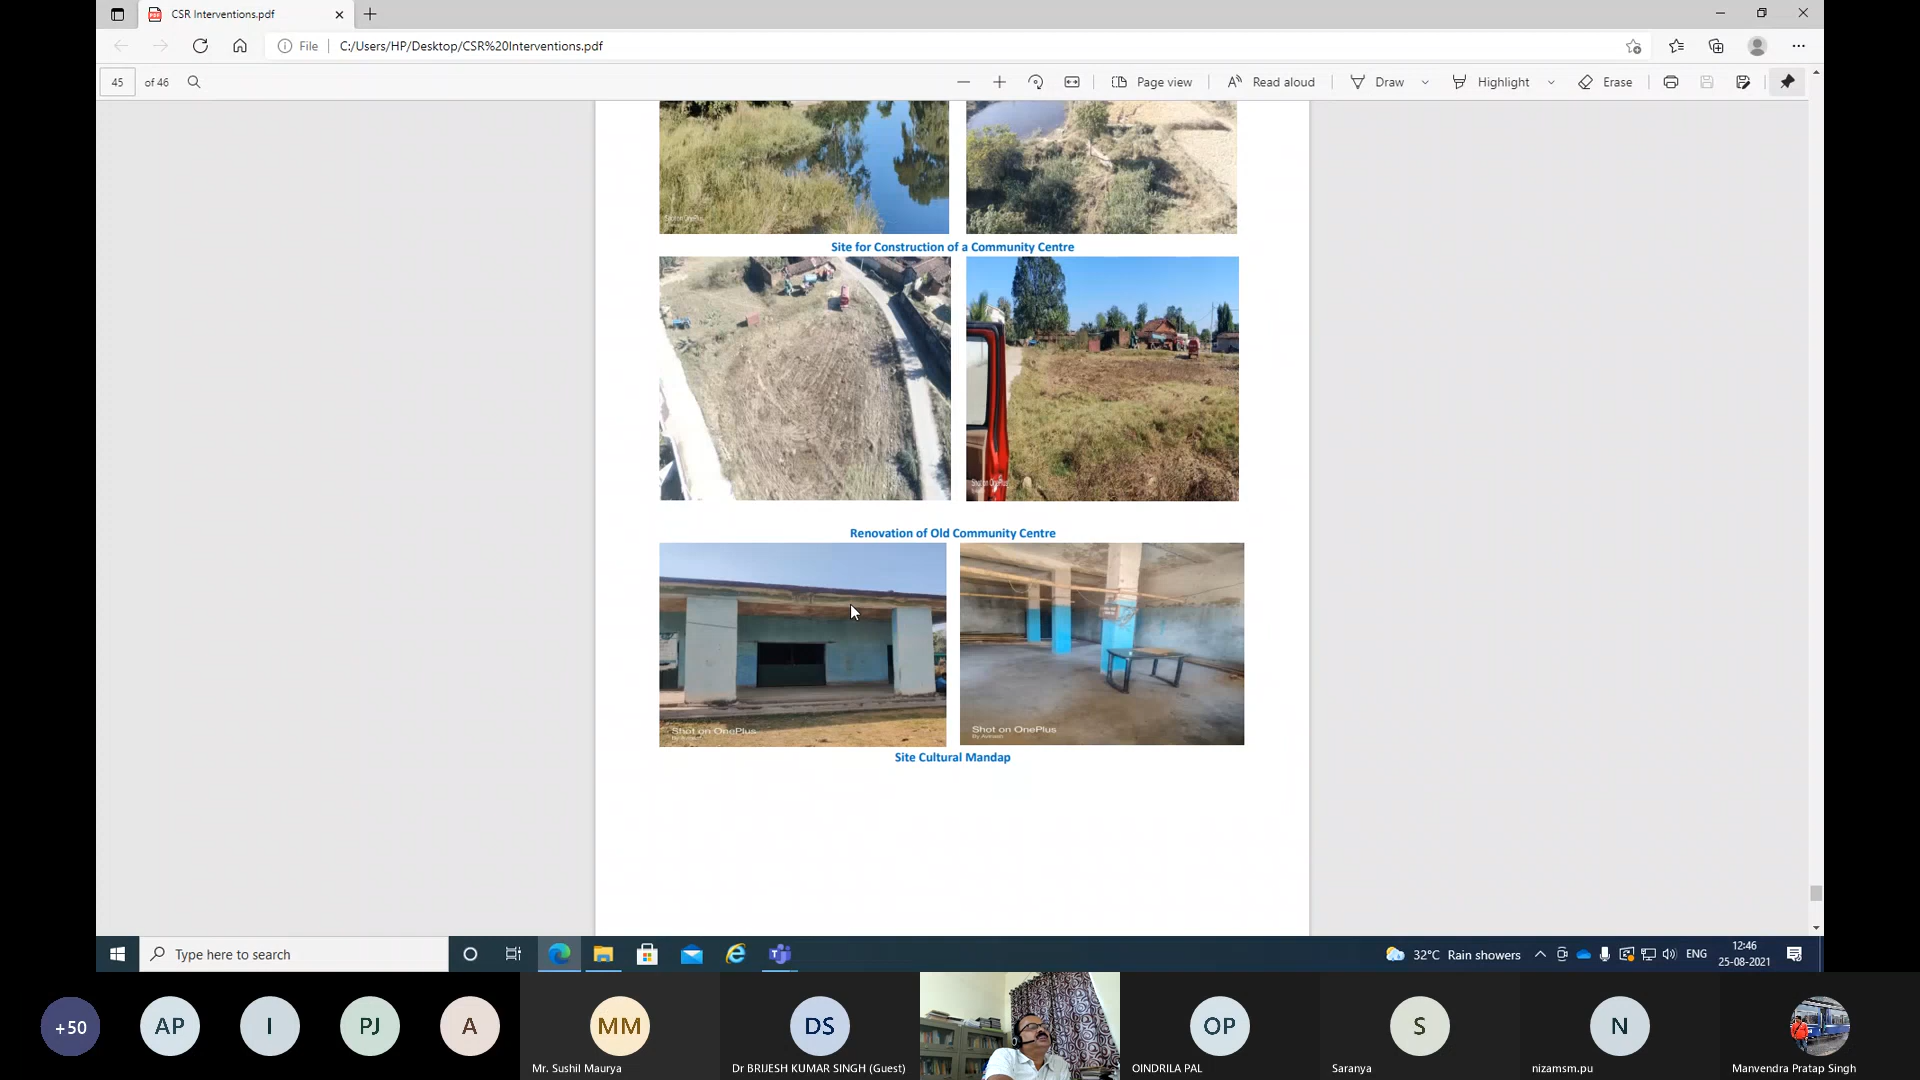 CSR Interventions.pdf
File
C:/Users/HP/Desktop/CSR%20Interventions.pdf
45 of 46
Page view
Read aloud
Draw
Highlight
Erase
Site for Construction of a Community Centre
Renovation of Old Community Centre
Shot on OnePlus
Shot on OnePlus
Site Cultural Mandap
Type here to search
32°C Rain showers
ENG
12:46
25-08-2021
+50
AP
I
PJ
A
MM
DS
OP
S
N
Mr. Sushil Maurya
Dr BRIJESH KUMAR SINGH (Guest)
OINDRILA PAL
Saranya
nizamsm.pu
Manvendra Pratap Singh